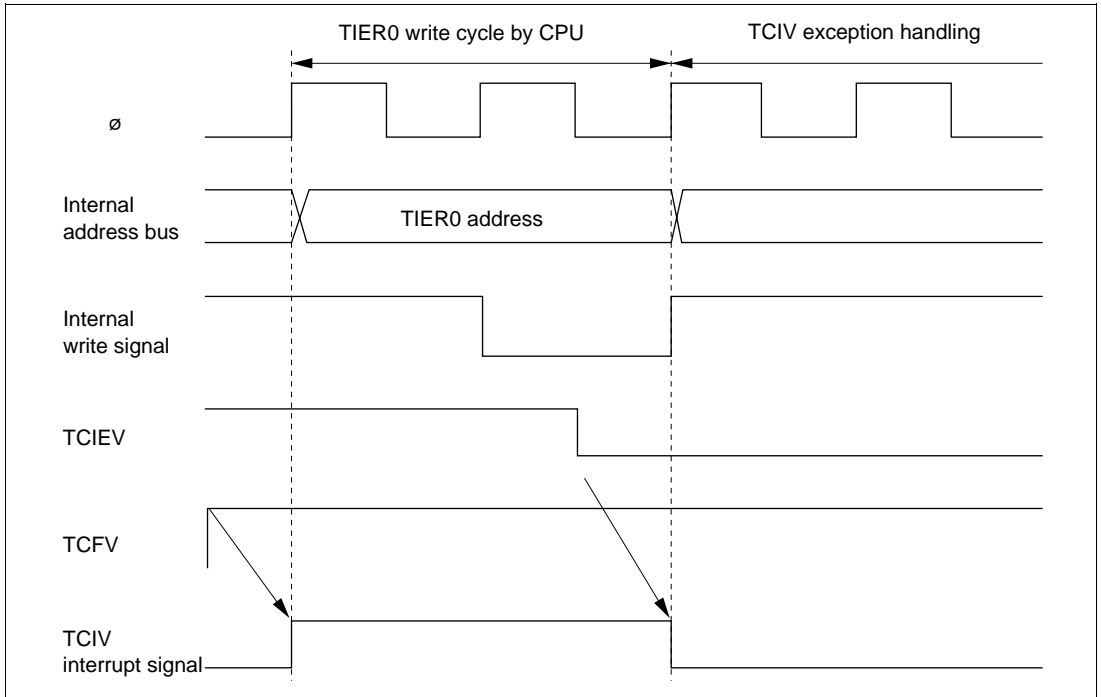 TIER0 write cycle by CPU
TCIV exception handling
ø
Internal
address bus
TIER0 address
Internal
write signal
TCIEV
TCFV
TCIV
interrupt signal